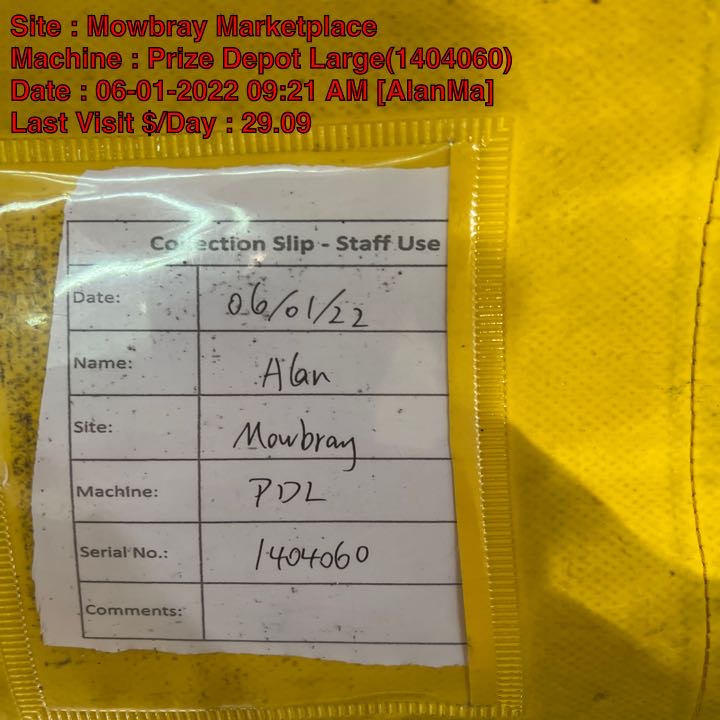 Site : Mowbray Marketplace
Machine : Prize Depot Large(1404060)
Date : 06-01-2022 09:21 AM [AlanMa]
Last Visit $/Day : 29.09
Collection Slip - Staff Use
Date: 06/01/22
Name: Alan
Site: Mowbray
Machine: PDL
Serial No.: 1404060
Comments: